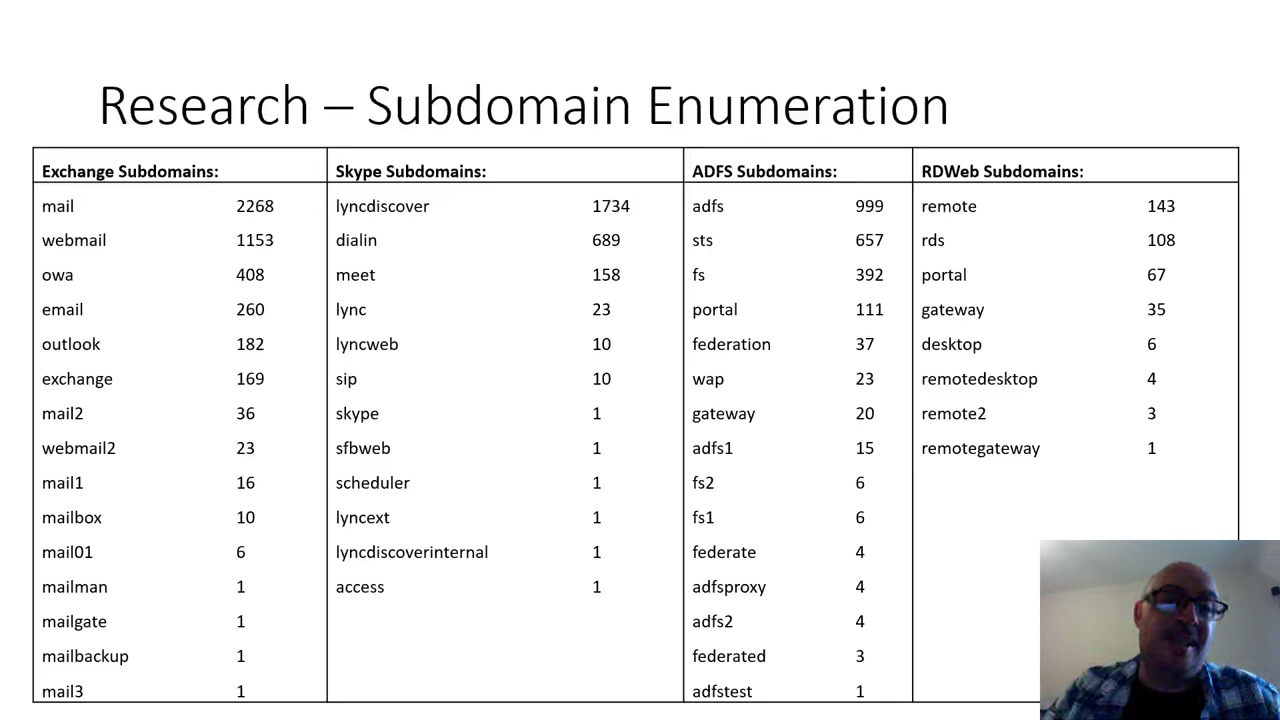 Research – Subdomain Enumeration
Exchange Subdomains: Skype Subdomains: ADFS Subdomains: RDWeb Subdomains:
mail 2268 lyncdiscover 1734 adfs 999 remote 143
webmail 1153 dialin 689 sts 657 rds 108
owa 408 meet 158 fs 392 portal 67
email 260 lync 23 portal 111 gateway 35
outlook 182 lyncweb 10 federation 37 desktop 6
exchange 169 sip 10 wap 23 remotedesktop 4
mail2 36 skype 1 gateway 20 remote2 3
webmail2 23 sfbweb 1 adfs1 15 remotegateway 1
mail1 16 scheduler 1 fs2 6
mailbox 10 lyncext 1 fs1 6
mail01 6 lyncdiscoverinternal 1 federate 4
mailman 1 access 1 adfsproxy 4
mailgate 1 adfs2 4
mailbackup 1 federated 3
mail3 1 adfstest 1